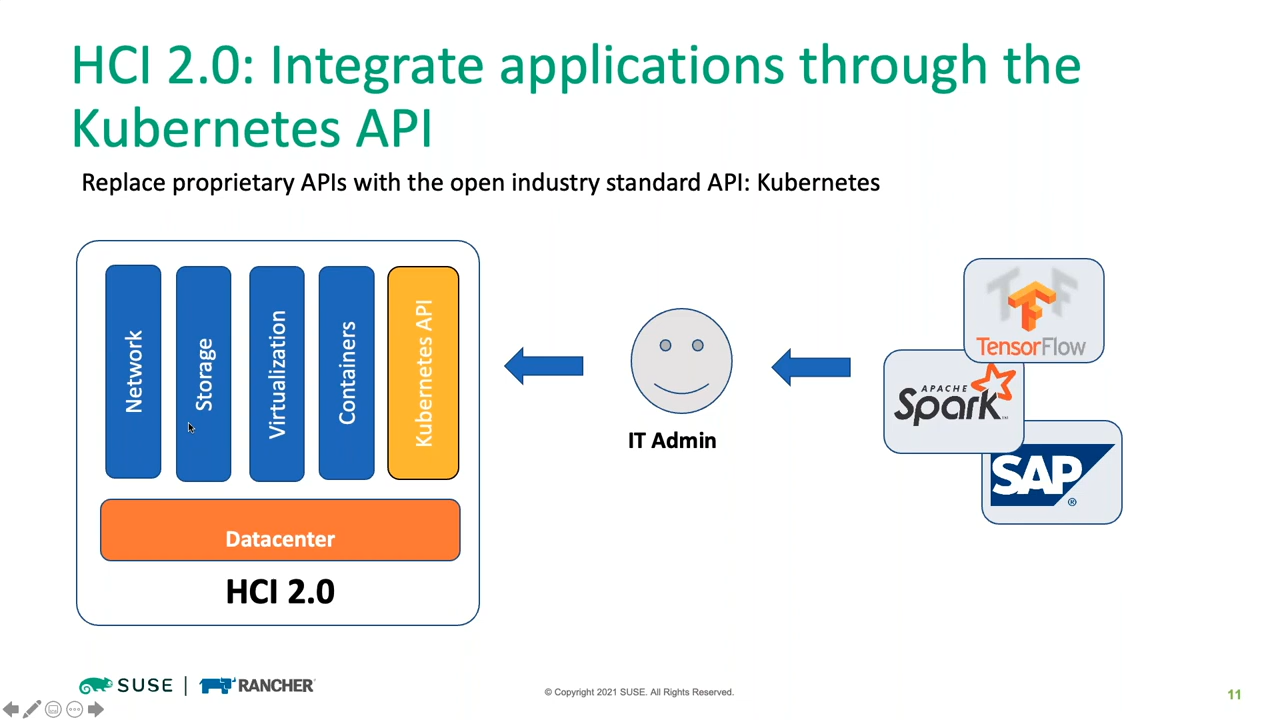 HCI 2.0: Integrate applications through the
Kubernetes API
Replace proprietary APIs with the open industry standard API: Kubernetes
Network
Storage
Virtualization
Containers
Kubernetes API
Datacenter
HCI 2.0
IT Admin
TensorFlow
APACHE
Spark
SAP
®
SUSE
RANCHER
© Copyright 2021 SUSE. All Rights Reserved.
11